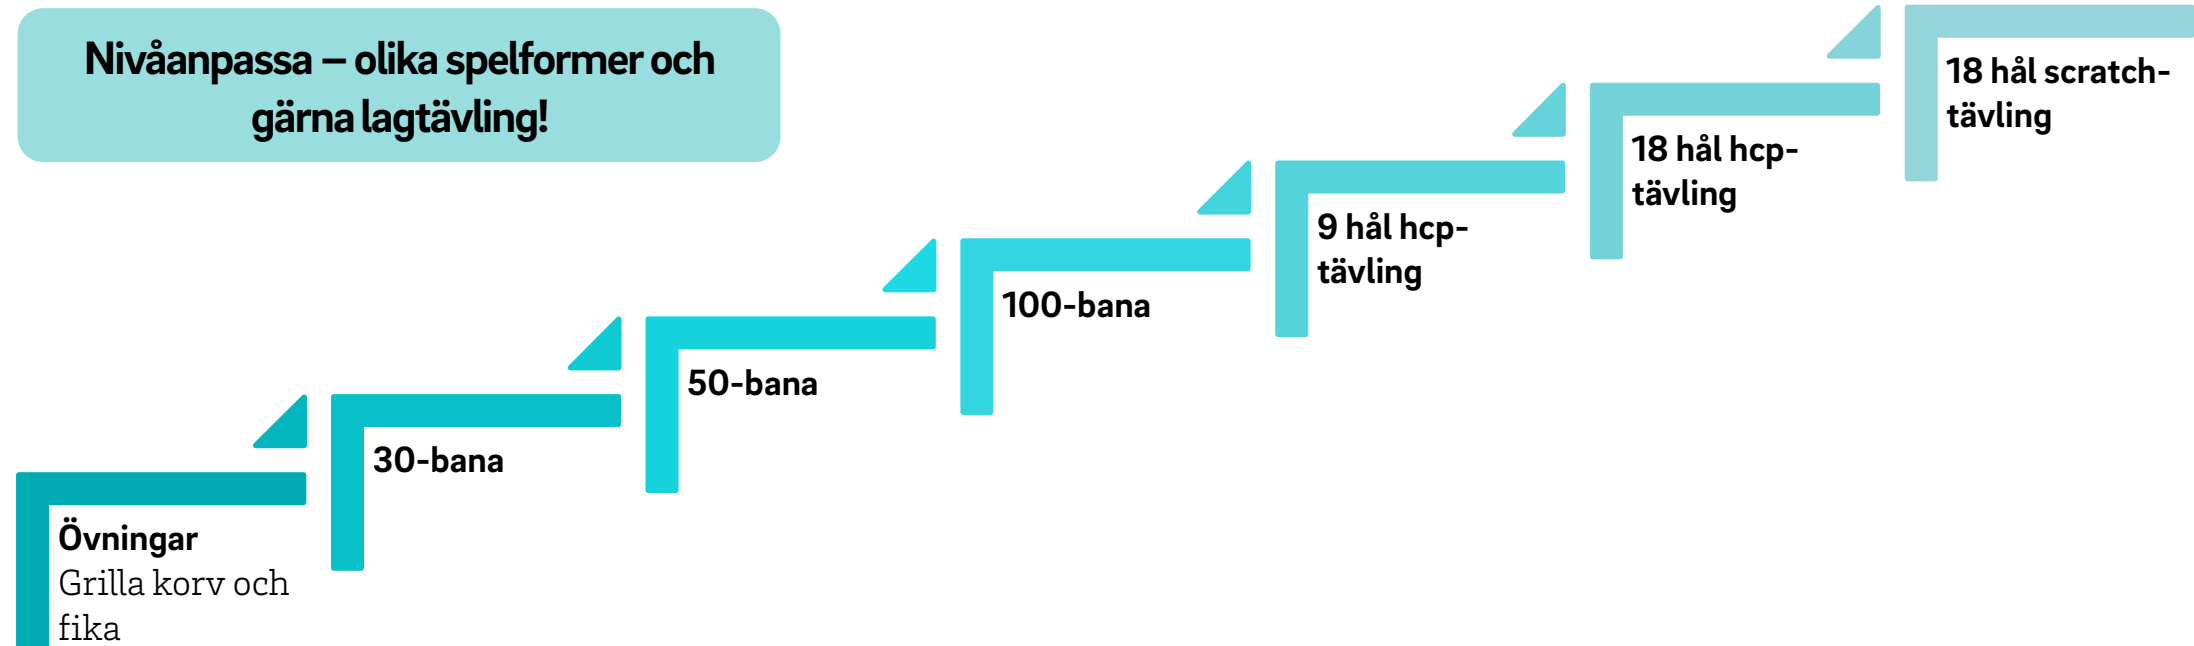 Nivåanpassa – olika spelformer och
gärna lagtävling!
Övningar
Grilla korv och
fika
30-bana
50-bana
100-bana
9 hål hcp-
tävling
18 hål hcp-
tävling
18 hål scratch-
tävling